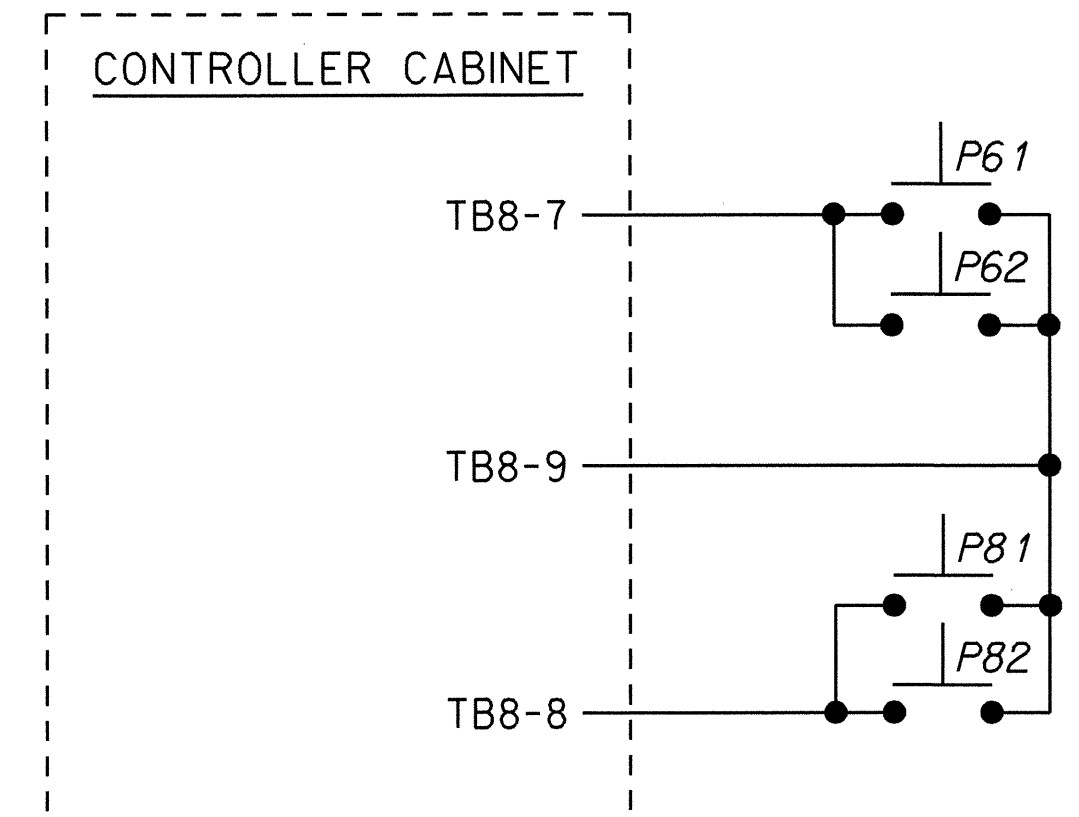 CONTROLLER CABINET
P61
TB8-7
P62
TB8-9
P81
P82
TB8-8